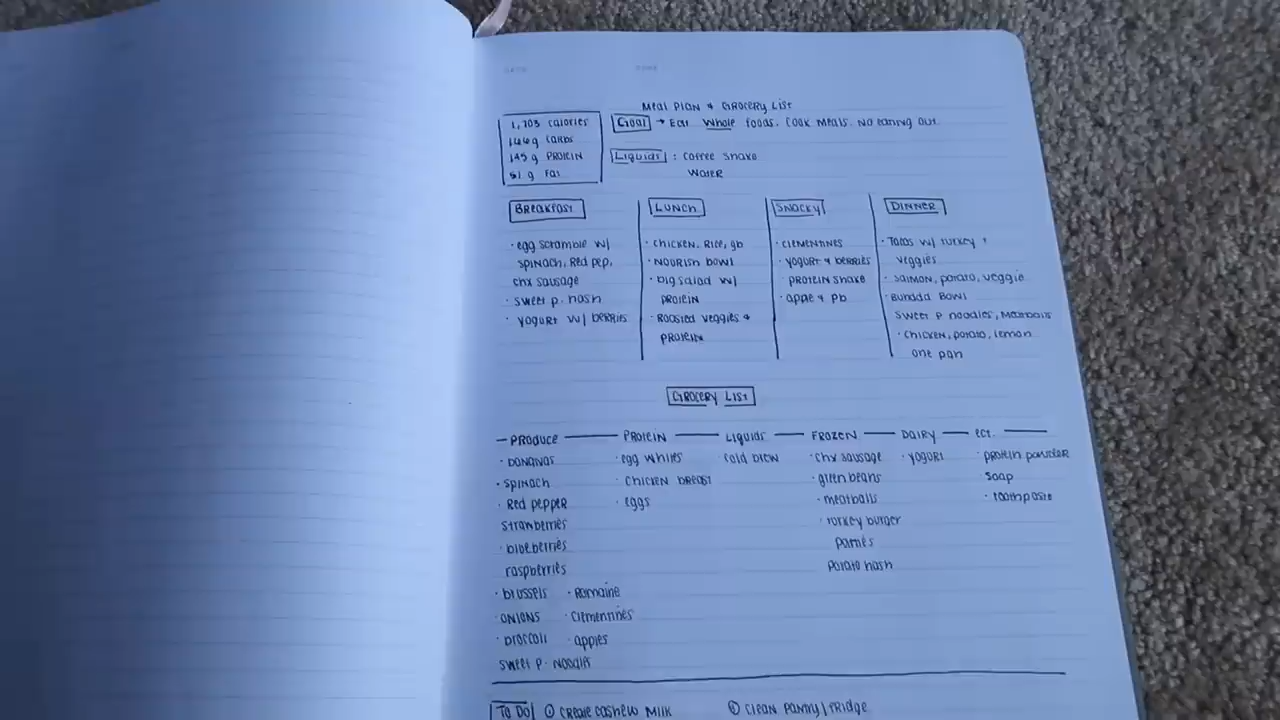 Meal Plan & Grocery List
1,703 calories
146g carbs
145 g PROTEIN
51 g Fat
Goal → Eat Whole foods. Cook Meals. No eating out
Liquids : Coffee Shake
Water
Breakfast
· egg scramble w/
spinach, Red pep,
chx sausage
· sweet p. hash
· yogurt w/ berries
Lunch
· chicken, Rice, gb
· Nourish bowl
· big salad w/
protein
· Roasted veggies &
protein
Snacky
· clementines
· yogurt & berries
protein shake
· apple & pb
Dinner
· Tacos w/ turkey &
veggies
· salmon, potato, veggie
· Buddda Bowl
sweet p noodles, meatballs
· chicken, potato, lemon
one pan
Grocery List
Produce
· bananas
· spinach
· Red pepper
strawberries
· blueberries
raspberries
· brussels
· onions
· broccoli
sweet p. noodles
· Romaine
· clementines
· apples
Protein
· egg whites
· chicken breast
· eggs
Liquids
· cold brew
Frozen
· chx sausage
· green beans
· meatballs
· turkey burger
patties
potato hash
Dairy
· yogurt
ect.
· protein powder
soap
· toothpaste
To Do ① create cashew milk
clean pantry/fridge